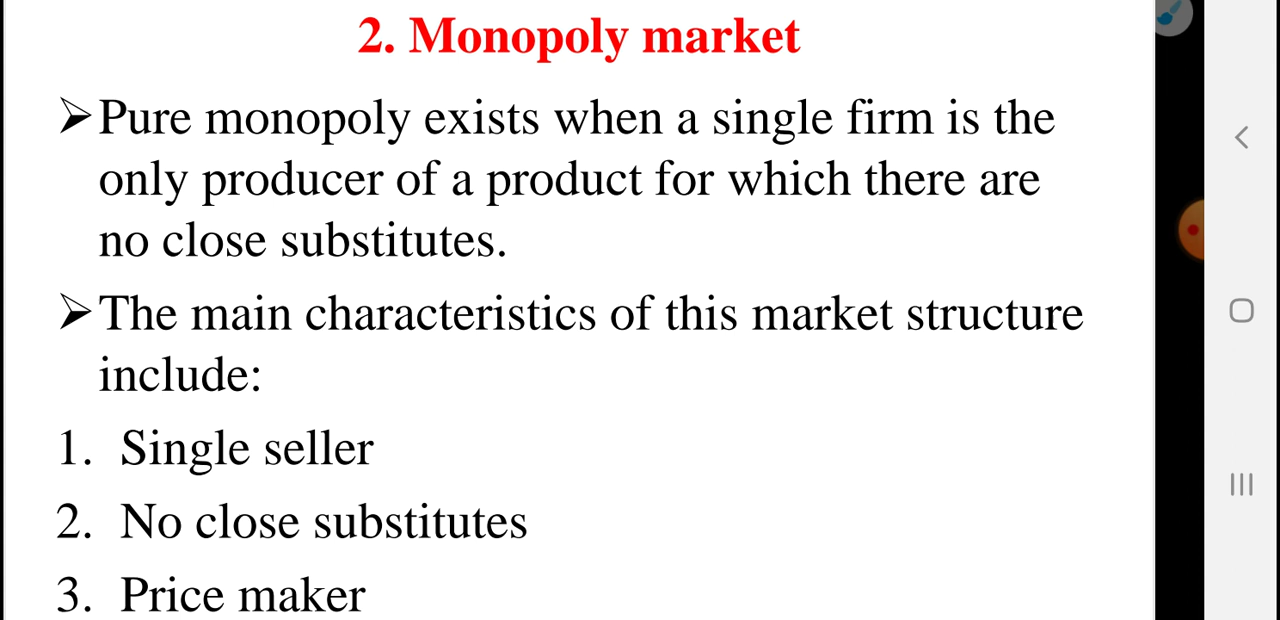 2. Monopoly market
➢Pure monopoly exists when a single firm is the
only producer of a product for which there are
no close substitutes.
➢The main characteristics of this market structure
include:
1. Single seller
2. No close substitutes
3. Price maker